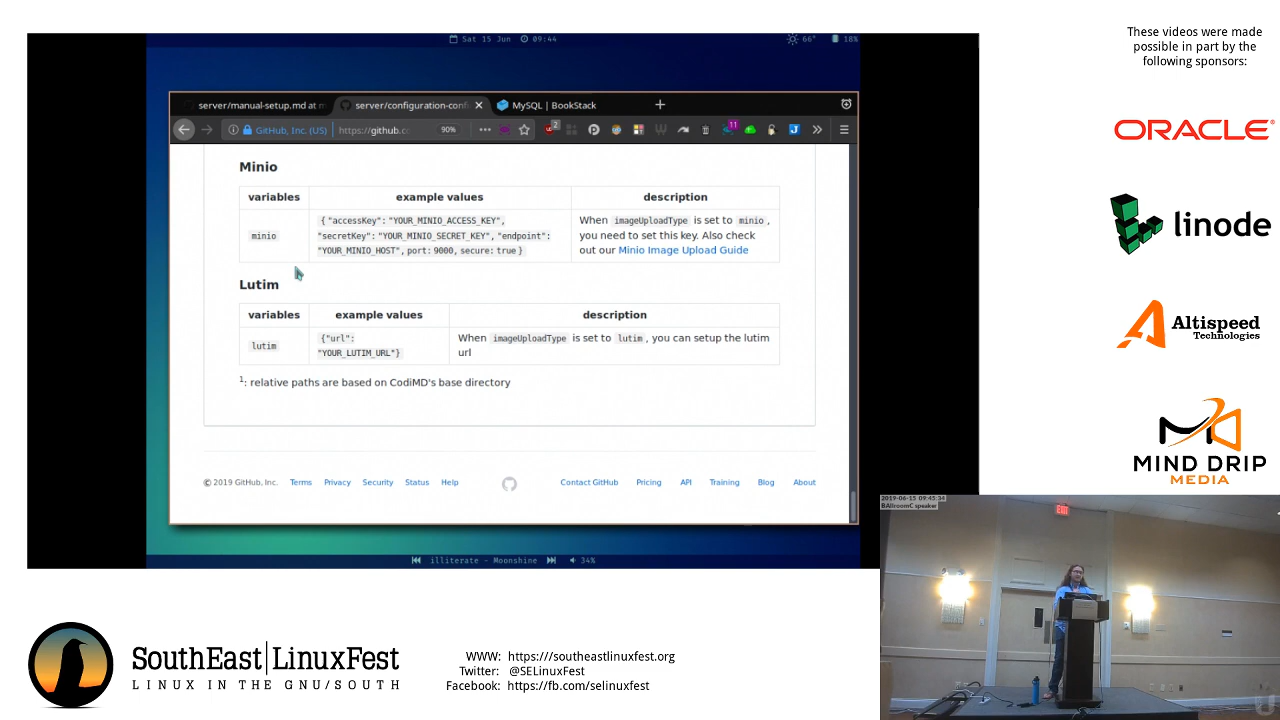 These videos were made
possible in part by the
following sponsors:
ORACLE
linode
Altispeed
Technologies
MIND DRIP
MEDIA
Sat 15 Jun 09:44 66° 18%
server/manual-setup.md at m
server/configuration-conf
MySQL | BookStack
GitHub, Inc. (US)
https://github.c
90%
2
11
Minio
variables example values description
minio
{ "accessKey": "YOUR_MINIO_ACCESS_KEY",
"secretKey": "YOUR_MINIO_SECRET_KEY", "endpoint":
"YOUR_MINIO_HOST", port: 9000, secure: true }
When imageUploadType is set to minio,
you need to set this key. Also check
out our Minio Image Upload Guide
Lutim
variables example values description
lutim
{"url":
"YOUR_LUTIM_URL"}
When imageUploadType is set to lutim, you can setup the lutim
url
1: relative paths are based on CodiMD's base directory
© 2019 GitHub, Inc. Terms Privacy Security Status Help Contact GitHub Pricing API Training Blog About
illiterate - Moonshine 34%
2019-06-15 09:45:34
BAllroomC speaker
EXIT
SouthEast|LinuxFest
LINUX IN THE GNU/SOUTH
WWW: https:///southeastlinuxfest.org
Twitter: @SELinuxFest
Facebook: https://fb.com/selinuxfest